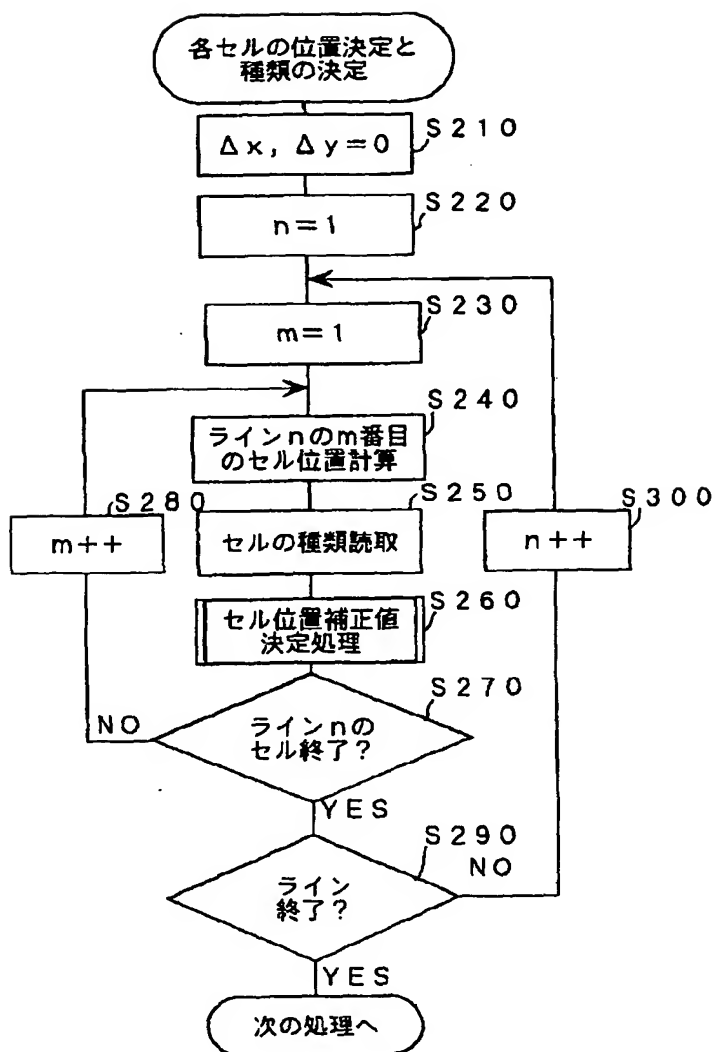 各セルの位置決定と
種類の決定
Δx, Δy=0
S210
n=1
S220
m=1
S230
ラインnのm番目
のセル位置計算
S240
セルの種類読取
S250
セル位置補正値
決定処理
S260
ラインnの
セル終了?
S270
NO
YES
m++
S280
ライン
終了?
S290
NO
YES
n++
S300
次の処理へ